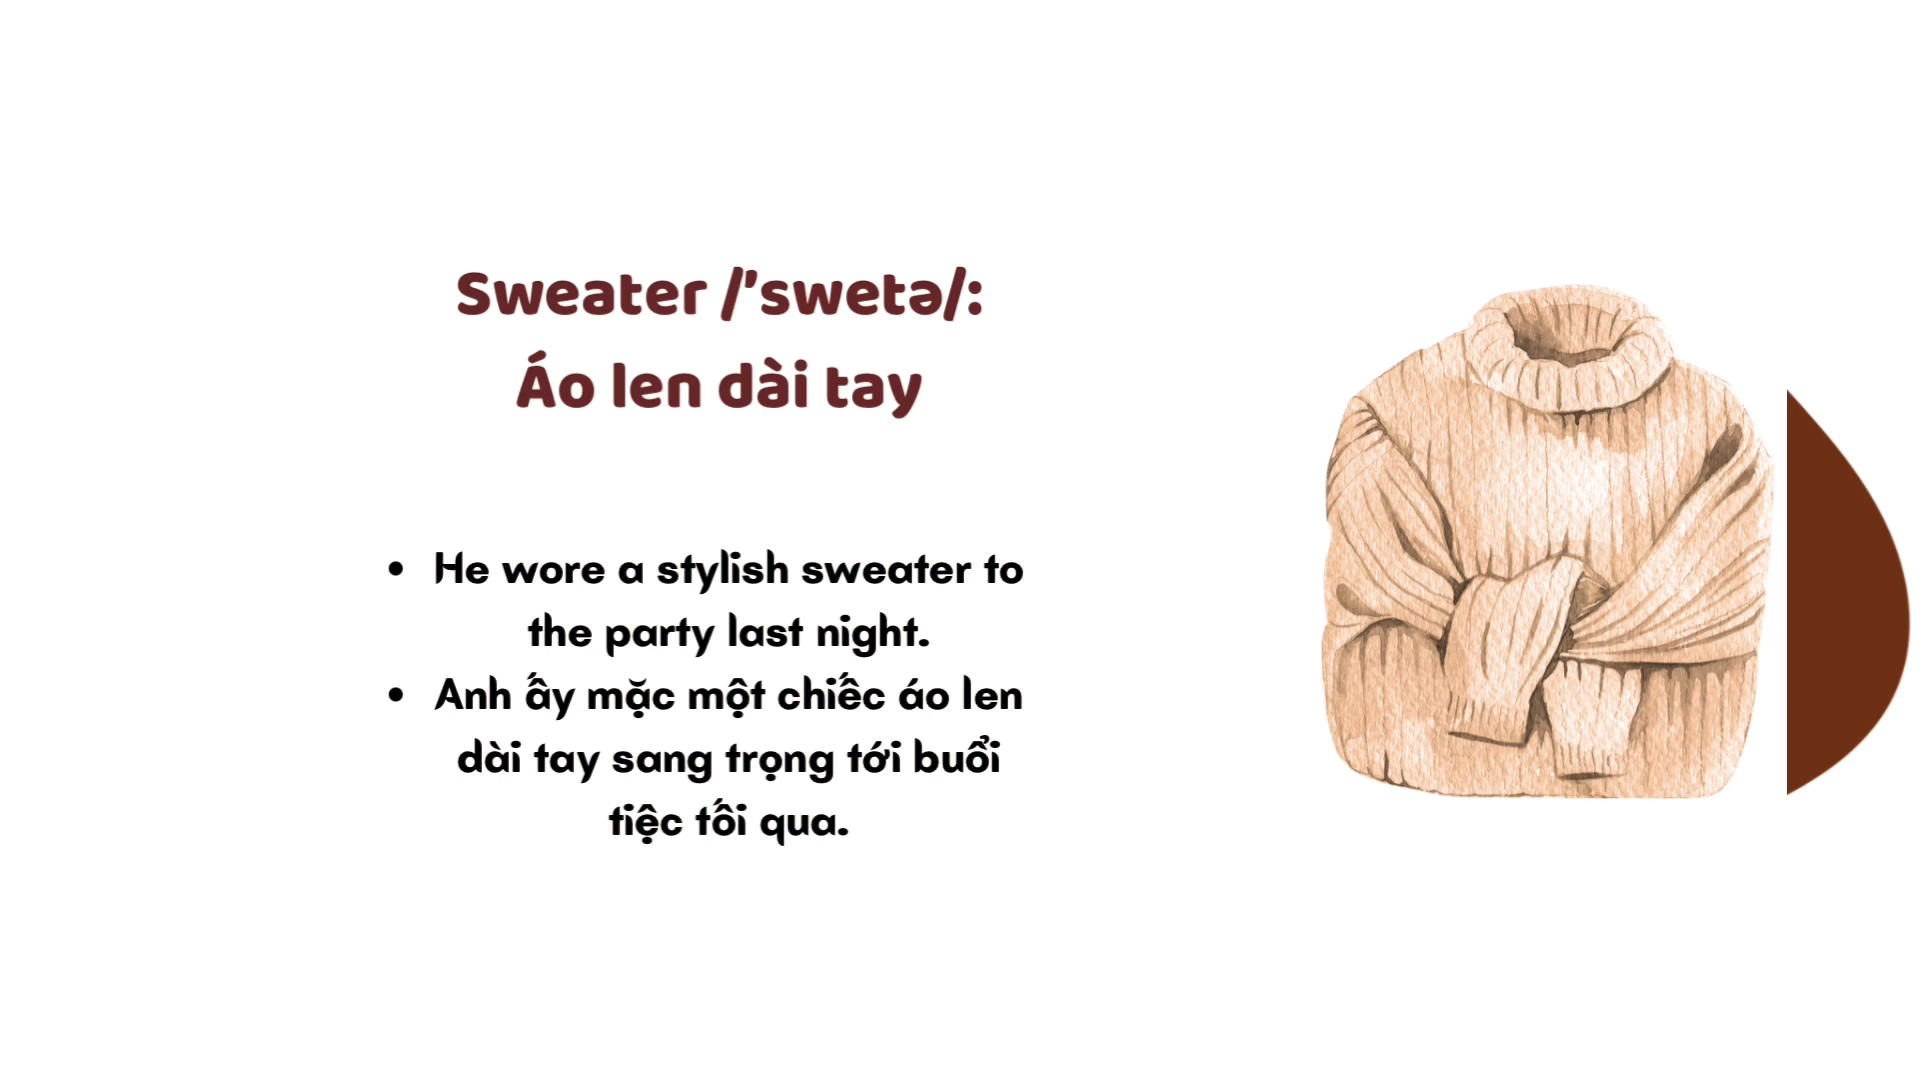 Sweater /’swetə/:
Áo len dài tay
• He wore a stylish sweater to
the party last night.
• Anh ấy mặc một chiếc áo len
dài tay sang trọng tới buổi
tiệc tối qua.